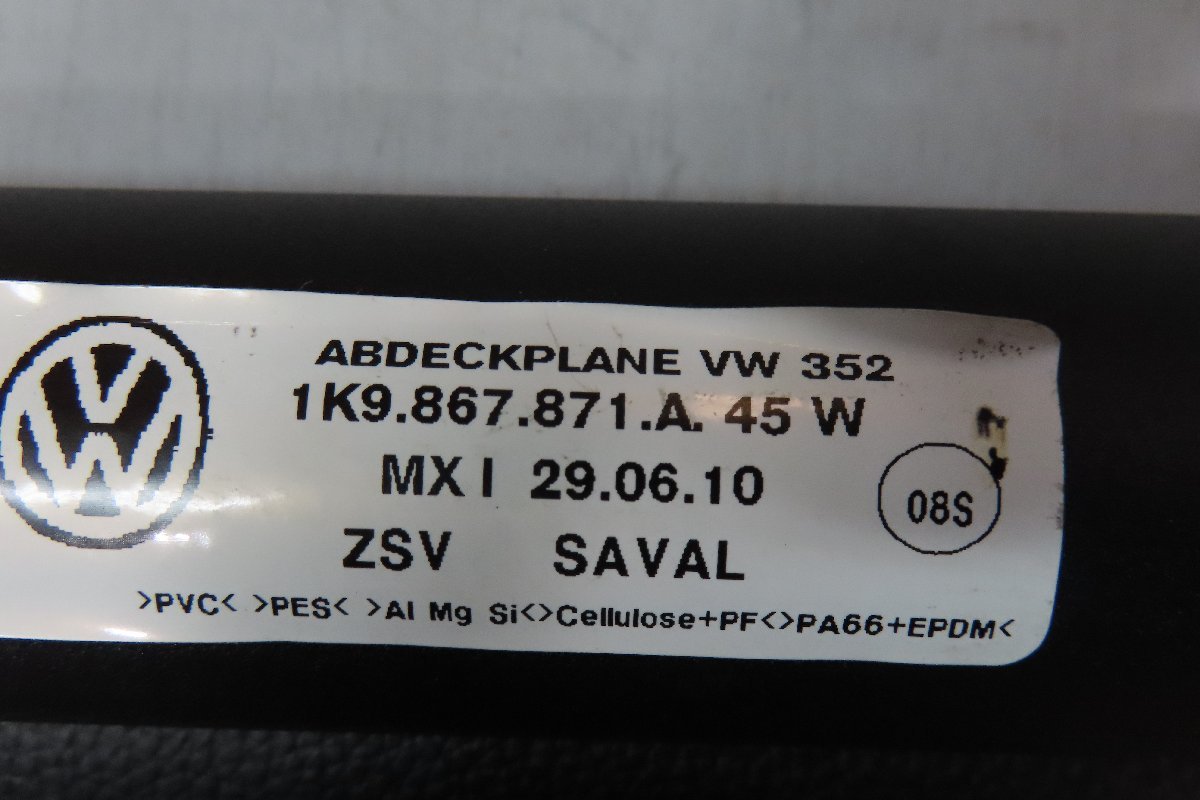 ABDECKPLANE VW 352
1K9.867.871.A. 45 W
MX I 29.06.10
08S
ZSV SAVAL
>PVC< >PES< >Al Mg Si<>Cellulose+PF<>PA66+EPDM<